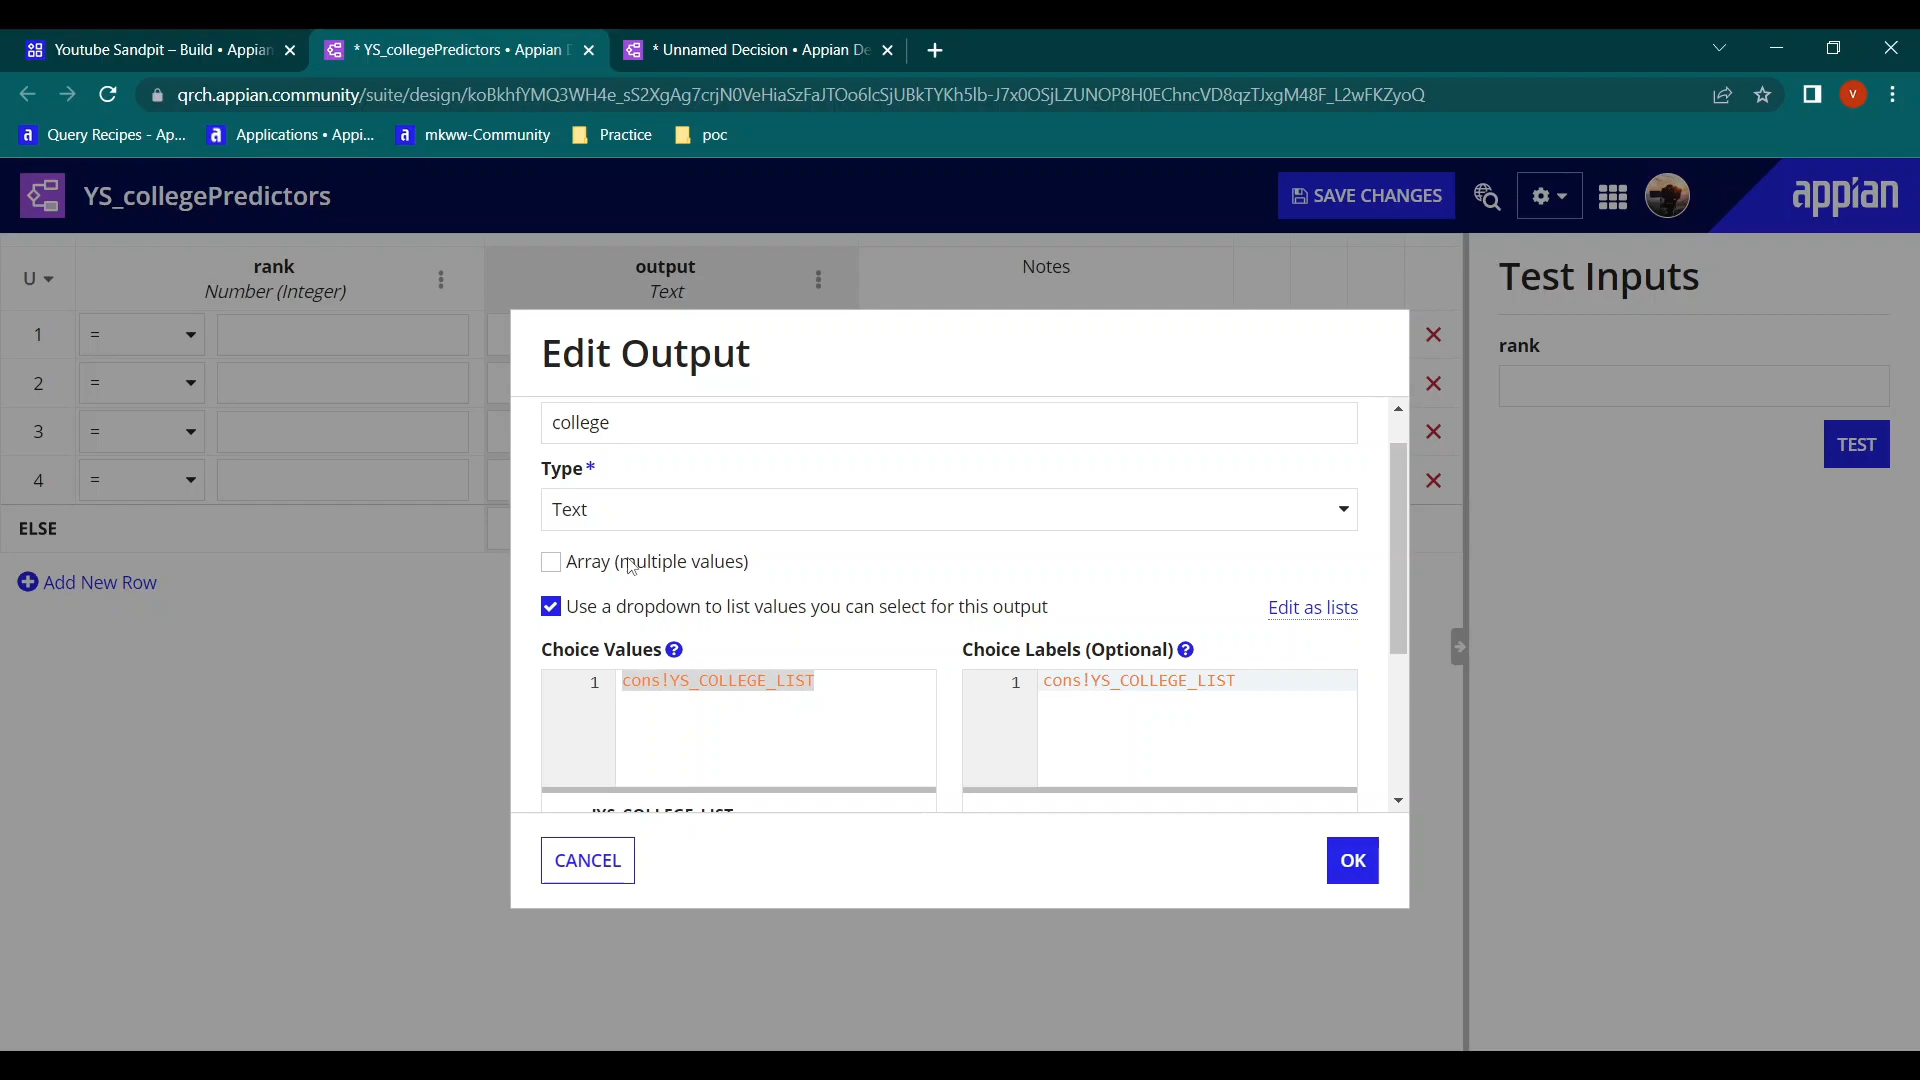 Youtube Sandpit – Build • Appian
* YS_collegePredictors • Appian D
* Unnamed Decision • Appian De
qrch.appian.community/suite/design/koBkhfYMQ3WH4e_sS2XgAg7crjN0VeHiaSzFaJTOo6lcSjUBkTYKh5lb-J7x0OSjLZUNOP8H0EChncVD8qzTJxgM48F_L2wFKZyoQ
V
Query Recipes - Ap...
Applications • Appi...
mkww-Community
Practice
poc
YS_collegePredictors
SAVE CHANGES
appian
U
rank
Number (Integer)
output
Text
Notes
1 =
2 =
3 =
4 =
ELSE
Add New Row
Test Inputs
rank
TEST
Edit Output
college
Type*
Text
Array (multiple values)
Use a dropdown to list values you can select for this output
Edit as lists
Choice Values
Choice Labels (Optional)
1 cons!YS_COLLEGE_LIST
1 cons!YS_COLLEGE_LIST
CANCEL
OK